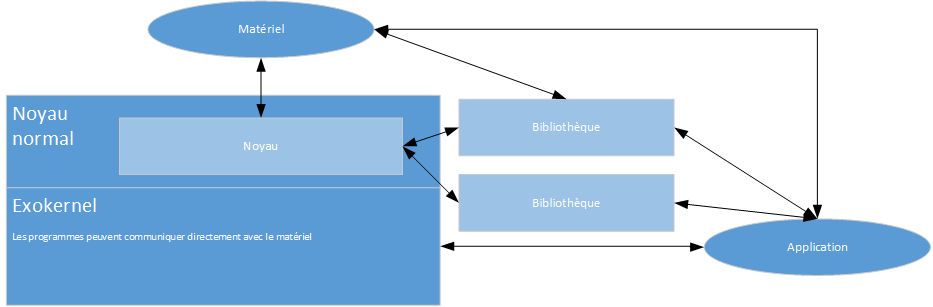 Matériel
Noyau
normal
Noyau
Bibliothèque
Bibliothèque
Exokernel
Les programmes peuvent communiquer directement avec le matériel
Application